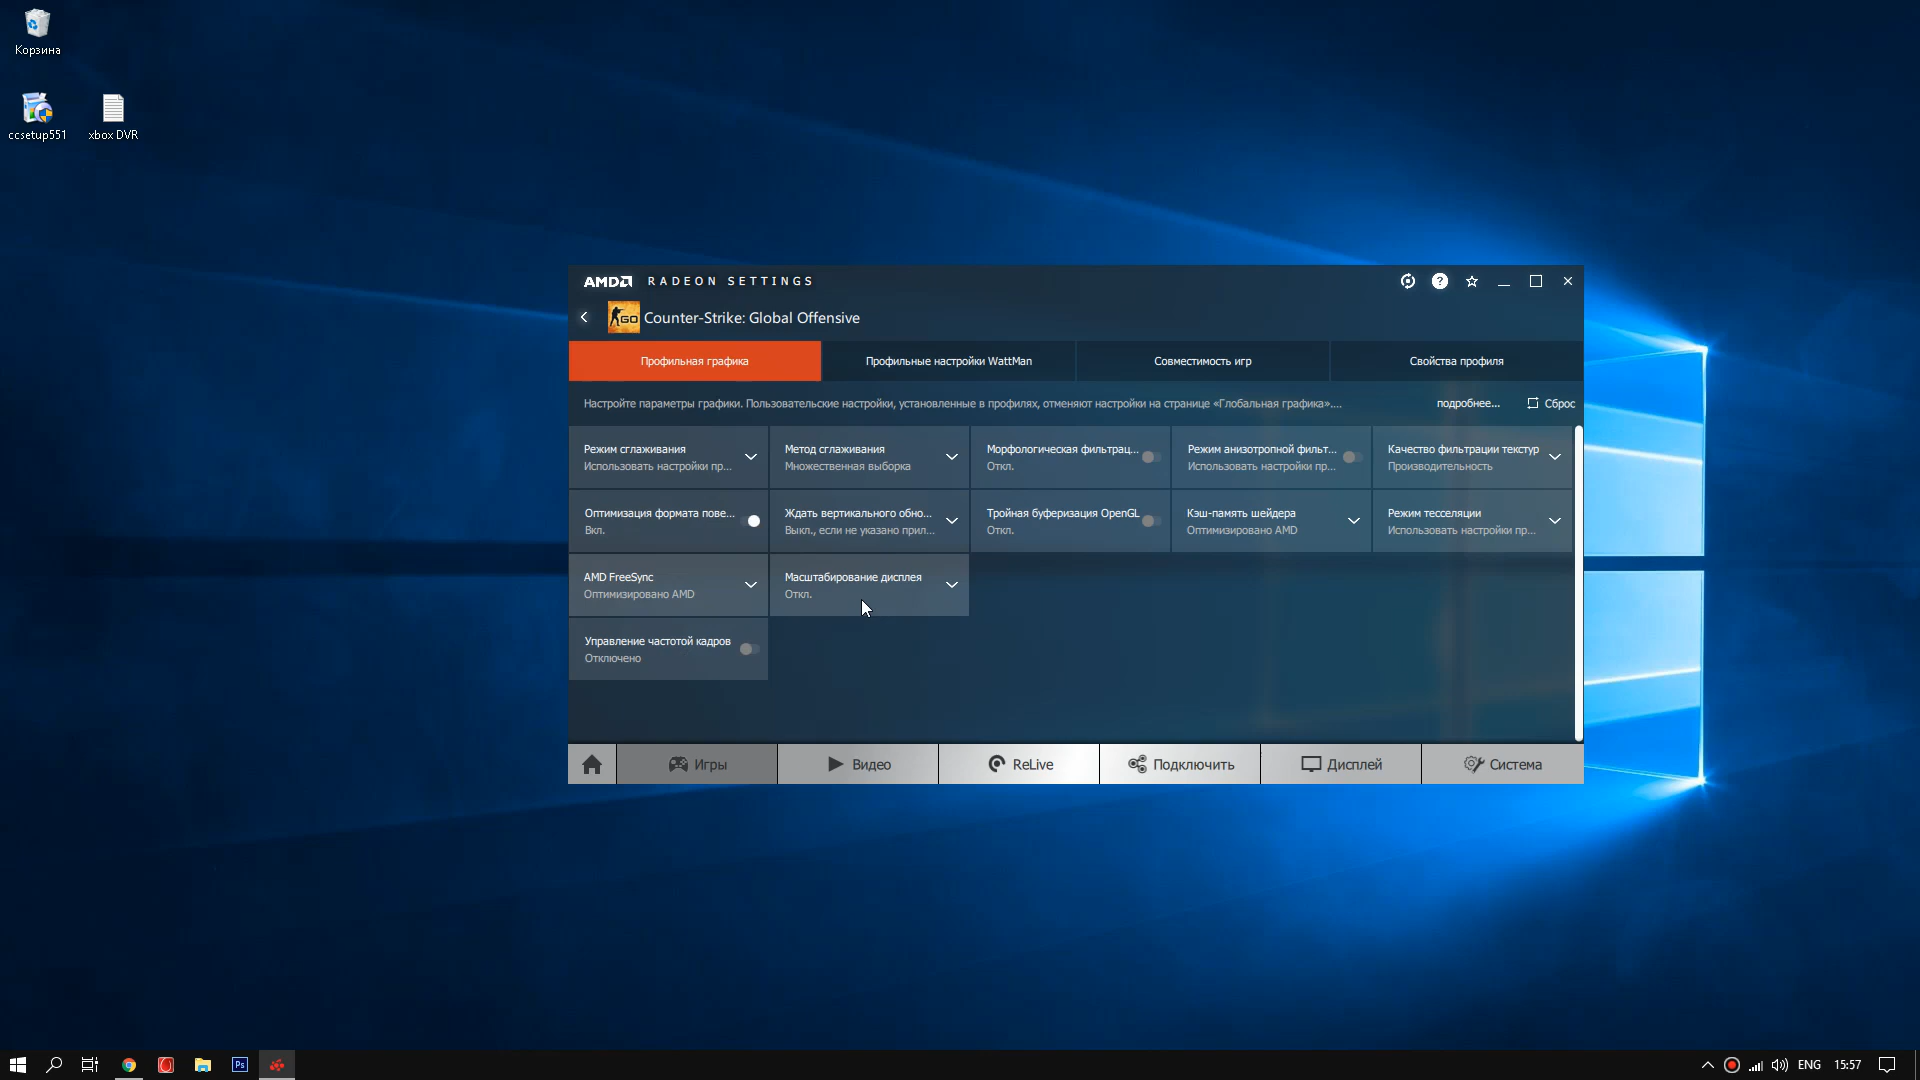 Корзина
ccsetup551
xbox DVR
AMD RADEON SETTINGS
GO Counter-Strike: Global Offensive
Профильная графика
Профильные настройки WattMan
Совместимость игр
Свойства профиля
Настройте параметры графики. Пользовательские настройки, установленные в профилях, отменяют настройки на странице «Глобальная графика»....
подробнее...
Сброс
Режим сглаживания
Использовать настройки пр...
Метод сглаживания
Множественная выборка
Морфологическая фильтрац...
Откл.
Режим анизотропной фильт...
Использовать настройки пр...
Качество фильтрации текстур
Производительность
Оптимизация формата пове...
Вкл.
Ждать вертикального обно...
Выкл., если не указано прил...
Тройная буферизация OpenGL
Откл.
Кэш-память шейдера
Оптимизировано AMD
Режим тесселяции
Использовать настройки пр...
AMD FreeSync
Оптимизировано AMD
Масштабирование дисплея
Откл.
Управление частотой кадров
Отключено
Игры
Видео
ReLive
Подключить
Дисплей
Система
Ps
ENG
15:57